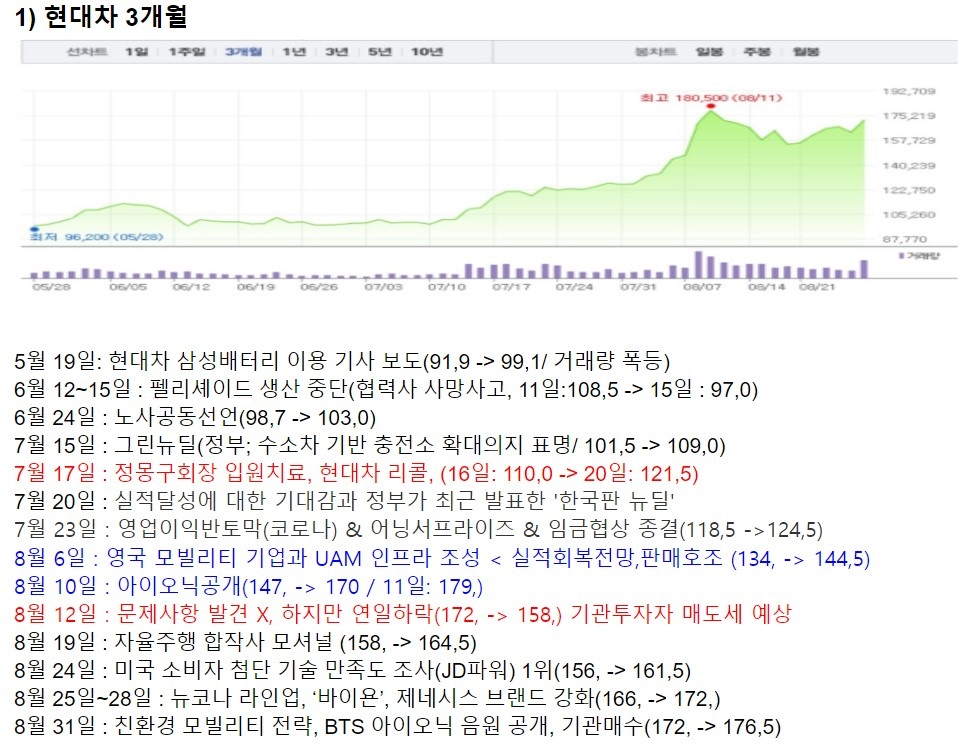 1) 현대차 3개월
선차트 1일 1주일 3개월 1년 3년 5년 10년 봉차트 일봉 주봉 월봉
192,709
최고 180,500 (08/11)
175,219
157,729
140,239
122,750
105,260
최저 96,200 (05/28)
87,770
거래량
05/28 06/05 06/12 06/19 06/26 07/03 07/10 07/17 07/24 07/31 08/07 08/14 08/21
5월 19일: 현대차 삼성배터리 이용 기사 보도(91,9 -> 99,1/ 거래량 폭등)
6월 12~15일 : 펠리셰이드 생산 중단(협력사 사망사고, 11일:108,5 -> 15일 : 97,0)
6월 24일 : 노사공동선언(98,7 -> 103,0)
7월 15일 : 그린뉴딜(정부; 수소차 기반 충전소 확대의지 표명/ 101,5 -> 109,0)
7월 17일 : 정몽구회장 입원치료, 현대차 리콜, (16일: 110,0 -> 20일: 121,5)
7월 20일 : 실적달성에 대한 기대감과 정부가 최근 발표한 '한국판 뉴딜'
7월 23일 : 영업이익반토막(코로나) & 어닝서프라이즈 & 임금협상 종결(118,5 ->124,5)
8월 6일 : 영국 모빌리티 기업과 UAM 인프라 조성 < 실적회복전망,판매호조 (134, -> 144,5)
8월 10일 : 아이오닉공개(147, -> 170 / 11일: 179,)
8월 12일 : 문제사항 발견 X, 하지만 연일하락(172, -> 158,) 기관투자자 매도세 예상
8월 19일 : 자율주행 합작사 모셔널 (158, -> 164,5)
8월 24일 : 미국 소비자 첨단 기술 만족도 조사(JD파워) 1위(156, -> 161,5)
8월 25일~28일 : 뉴코나 라인업, ‘바이욘’, 제네시스 브랜드 강화(166, -> 172,)
8월 31일 : 친환경 모빌리티 전략, BTS 아이오닉 음원 공개, 기관매수(172, -> 176,5)